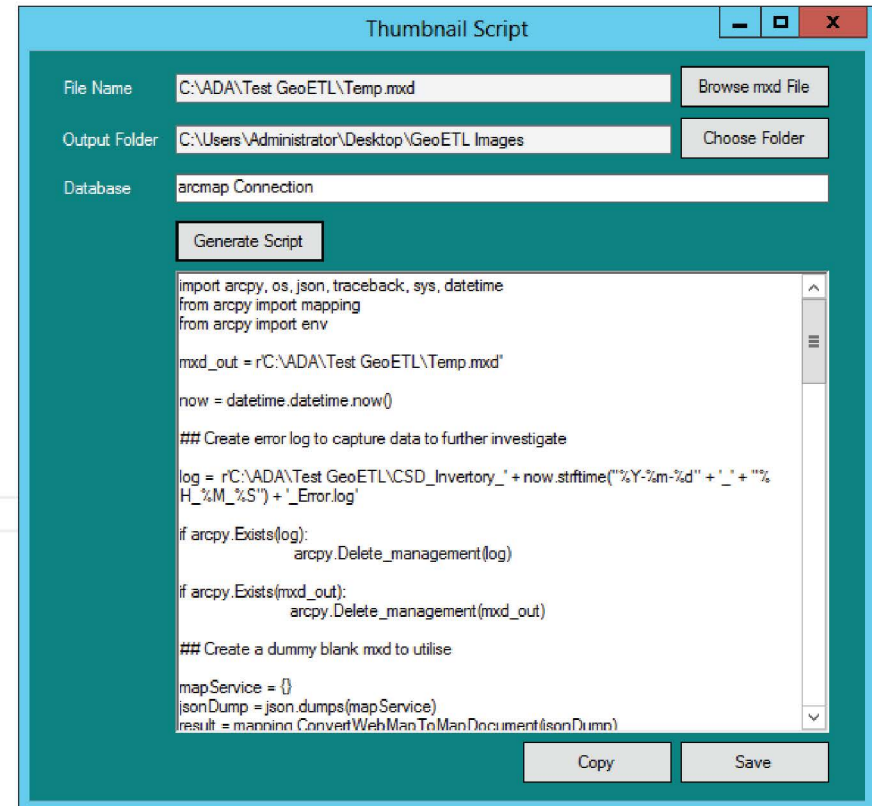 Thumbnail Script
File Name C:\ADA\Test GeoETL\Temp.mxd Browse mxd File
Output Folder C:\Users\Administrator\Desktop\GeoETL Images Choose Folder
Database arcmap Connection
Generate Script
import arcpy, os, json, traceback, sys, datetime
from arcpy import mapping
from arcpy import env
mxd_out = r'C:\ADA\Test GeoETL\Temp.mxd'
now = datetime.datetime.now()
## Create error log to capture data to further investigate
log = r'C:\ADA\Test GeoETL\CSD_Invertory_' + now.strftime("%Y-%m-%d" + '_' + "%
H_%M_%S") + '_Error.log'
if arcpy.Exists(log):
arcpy.Delete_management(log)
if arcpy.Exists(mxd_out):
arcpy.Delete_management(mxd_out)
## Create a dummy blank mxd to utilise
mapService = {}
jsonDump = json.dumps(mapService)
result = mapping.ConvertWebMapToMapDocument(jsonDump)
Copy Save